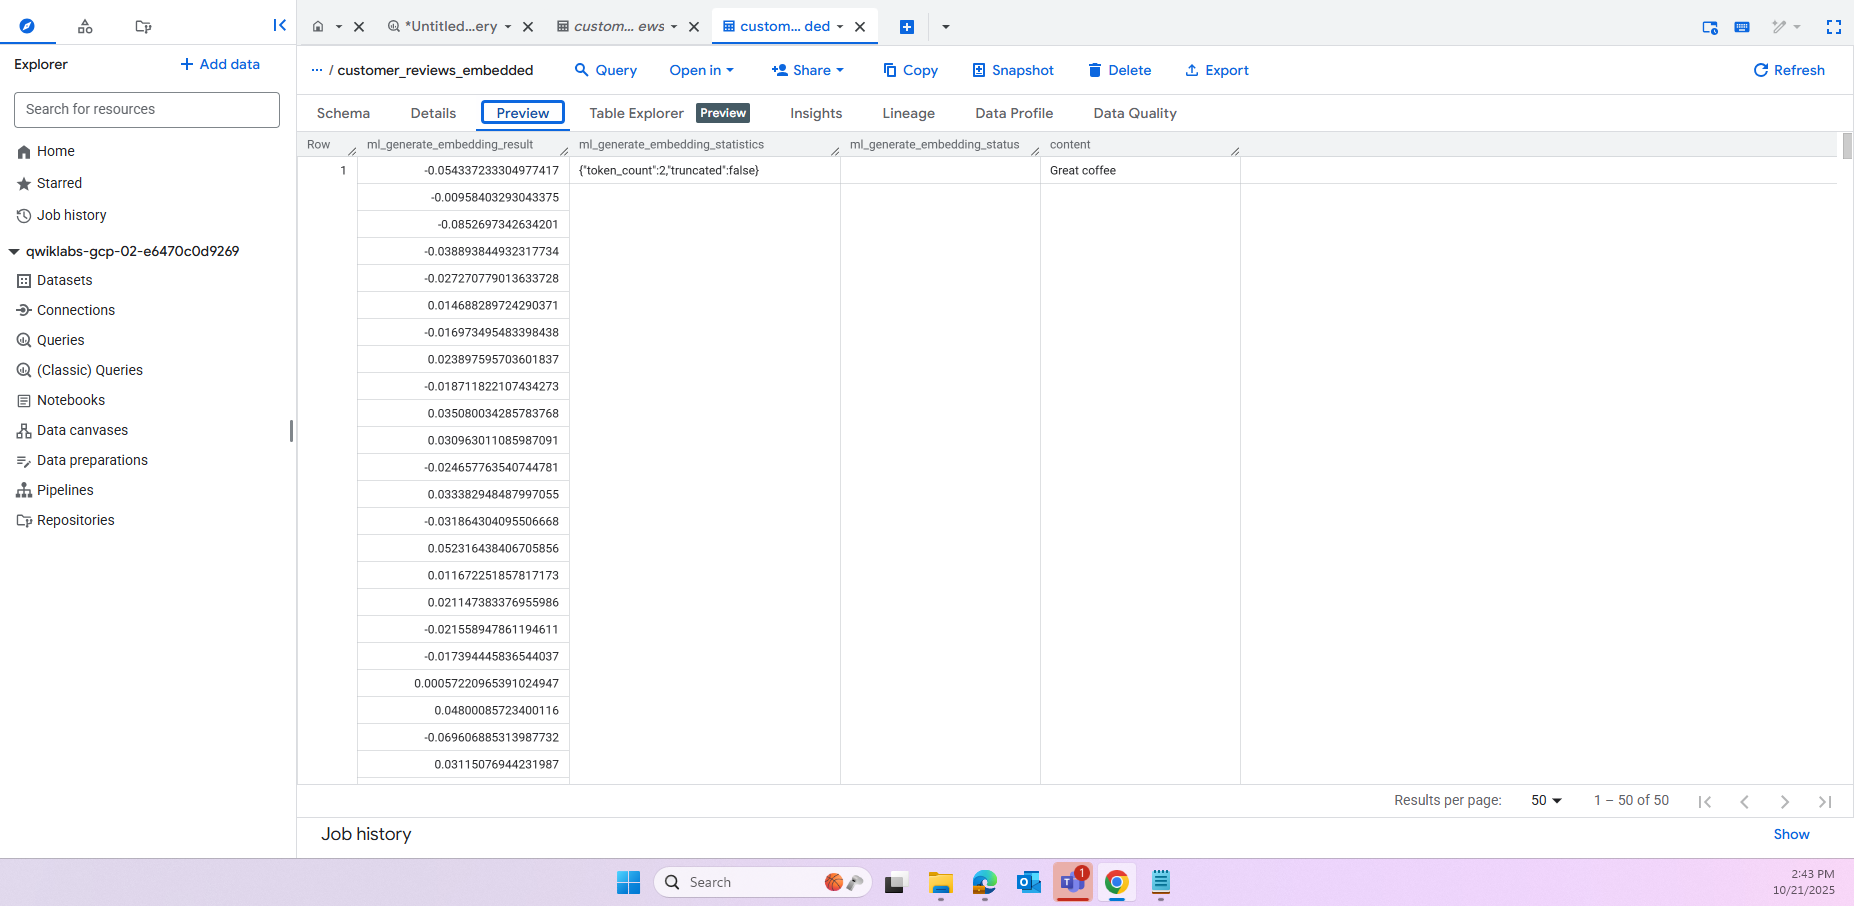 *Untitled...ery
custom... ews
custom... ded
Explorer
Add data
Search for resources
Home
Starred
Job history
qwiklabs-gcp-02-e6470c0d9269
Datasets
Connections
Queries
(Classic) Queries
Notebooks
Data canvases
Data preparations
Pipelines
Repositories
... / customer_reviews_embedded
Query
Open in
Share
Copy
Snapshot
Delete
Export
Refresh
Schema
Details
Preview
Table Explorer Preview
Insights
Lineage
Data Profile
Data Quality
Row ml_generate_embedding_result ml_generate_embedding_statistics ml_generate_embedding_status content
1 -0.054337233304977417 {"token_count":2,"truncated":false} Great coffee
-0.00958403293043375
-0.0852697342634201
-0.038893844932317734
-0.027270779013633728
0.014688289724290371
-0.016973495483398438
0.023897595703601837
-0.018711822107434273
0.035080034285783768
0.030963011085987091
-0.024657763540744781
0.033382948487997055
-0.031864304095506668
0.052316438406705856
0.011672251857817173
0.021147383376955986
-0.021558947861194611
-0.017394445836544037
0.00057220965391024947
0.04800085723400116
-0.069606885313987732
0.03115076944231987
Results per page: 50 1 – 50 of 50
Job history
Show
Search
1
2:43 PM
10/21/2025